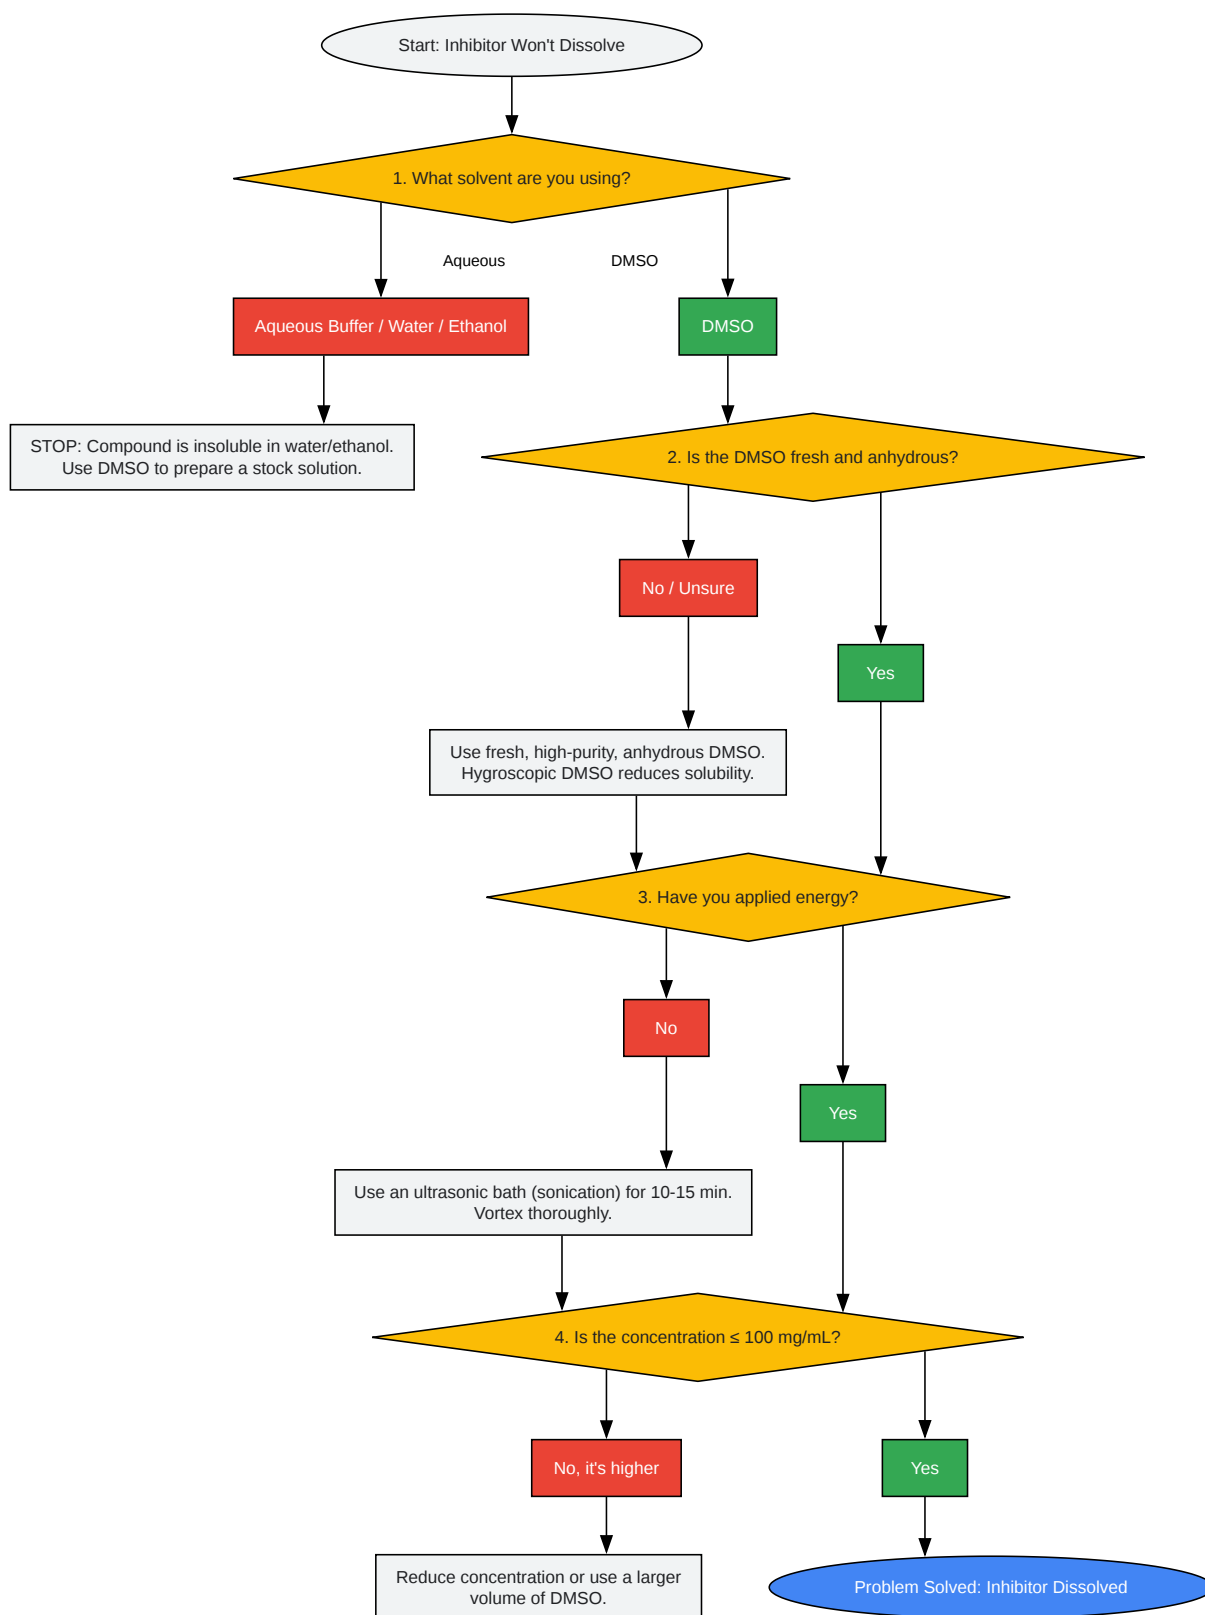 Start: Inhibitor Won't Dissolve
1. What solvent are you using?
Aqueous
DMSO
Aqueous Buffer / Water / Ethanol
DMSO
STOP: Compound is insoluble in water/ethanol.
Use DMSO to prepare a stock solution.
2. Is the DMSO fresh and anhydrous?
No / Unsure
Yes
Use fresh, high-purity, anhydrous DMSO.
Hygroscopic DMSO reduces solubility.
3. Have you applied energy?
No
Yes
Use an ultrasonic bath (sonication) for 10-15 min.
Vortex thoroughly.
4. Is the concentration ≤ 100 mg/mL?
No, it's higher
Yes
Reduce concentration or use a larger
volume of DMSO.
Problem Solved: Inhibitor Dissolved